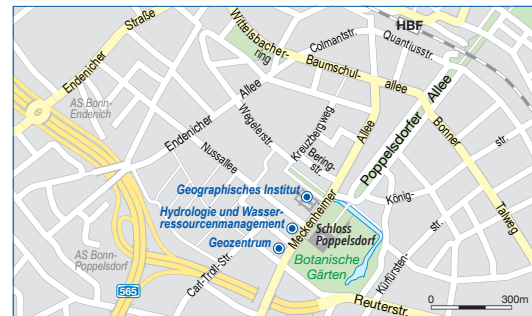 HBF
Endenicher Straße
Wittelsbacher-
ring
Colmantstr.
Quantiusstr.
Baumschul-
allee
AS Bonn-
Endenich
Endenicher Allee
Wegelerstr.
Kreuzbergweg
Bering-
str.
Allee
Poppelsdorfer Allee
Bonner
Talweg
str.
Nussallee
Geographisches Institut
König-
str.
Hydrologie und Wasser-
ressourcenmanagement
Meckenheimer
Schloss
Poppelsdorf
Geozentrum
Botanische
Gärten
AS Bonn-
Poppelsdorf
Carl-Troll-Str.
Kürfürsten-
str.
565
Reuterstr.
0 300m